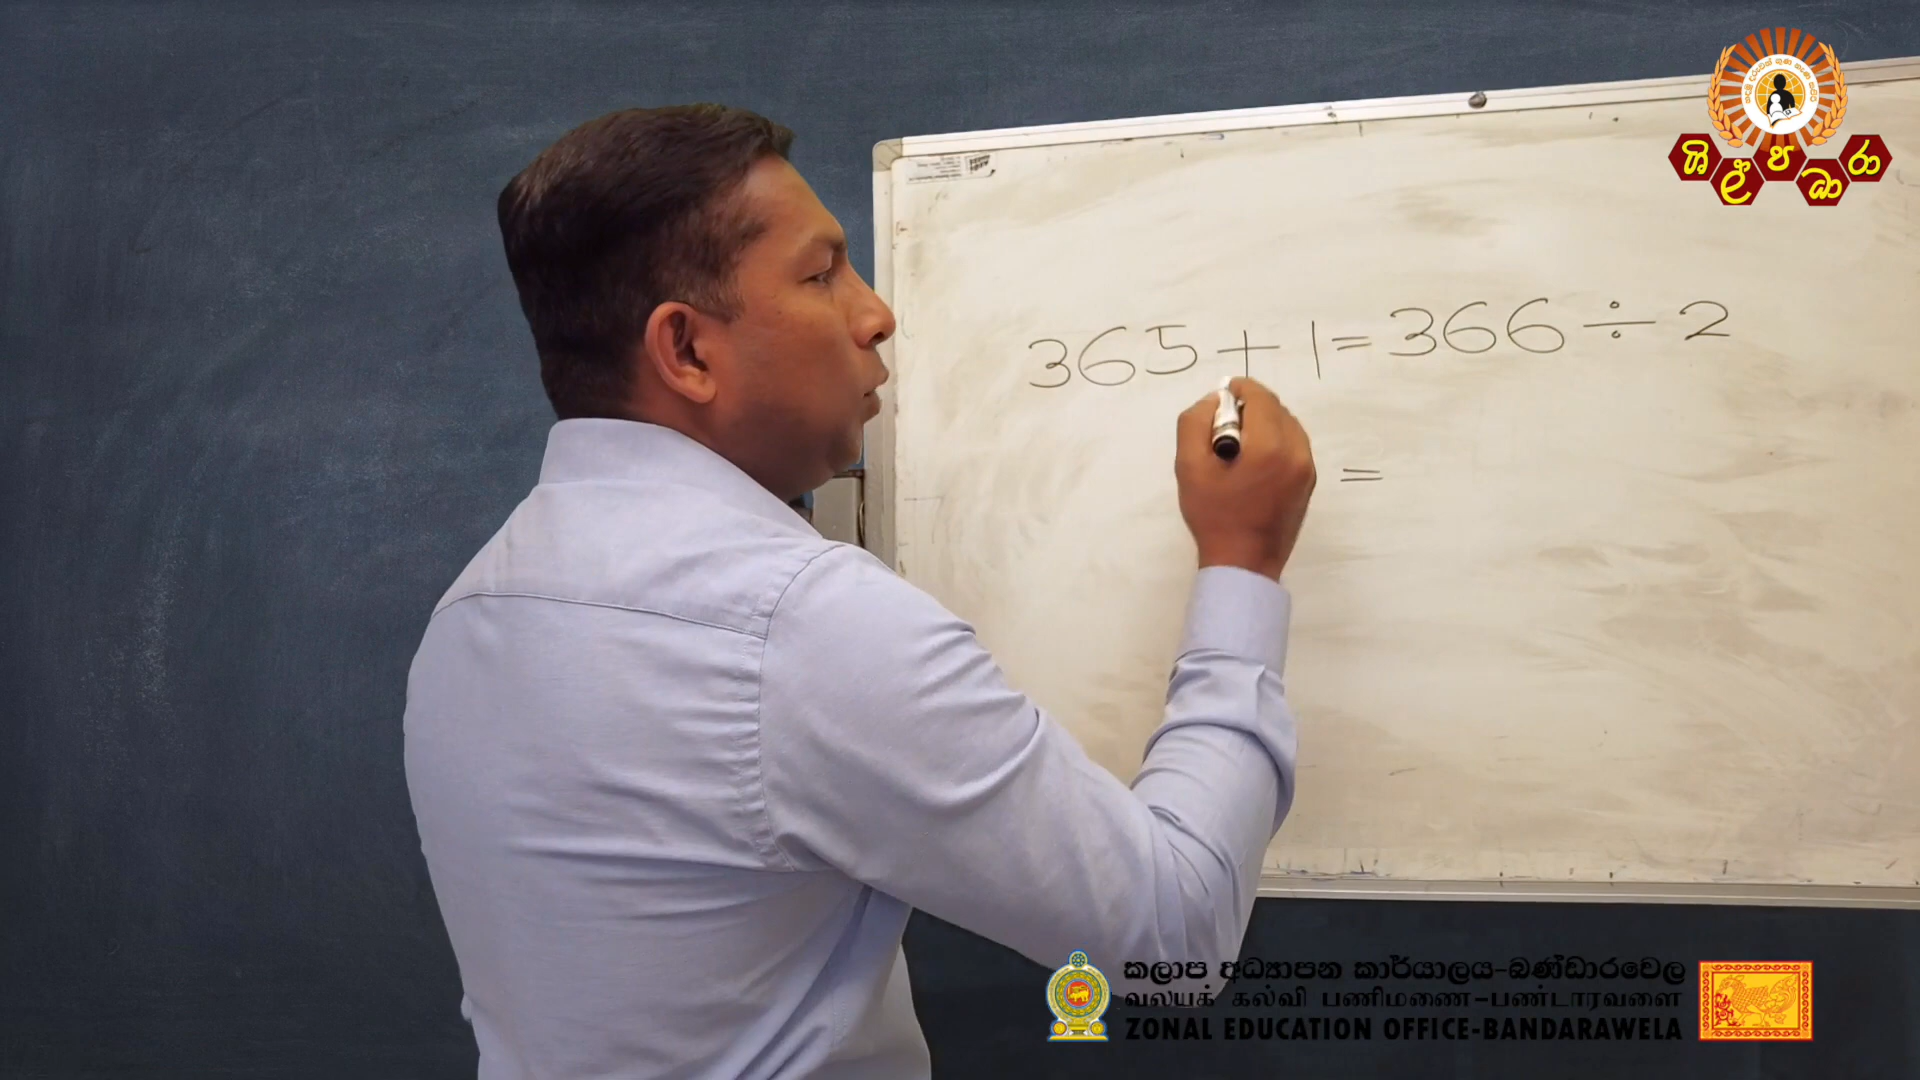 ශි ල් ප ධා රා
365 + 1 = 366 ÷ 2
=
කලාප අධ්‍යාපන කාර්යාලය-බණ්ඩාරවෙල
வலயக் கல்வி பணிமணை-பண்டாரவளை
ZONAL EDUCATION OFFICE-BANDARAWELA